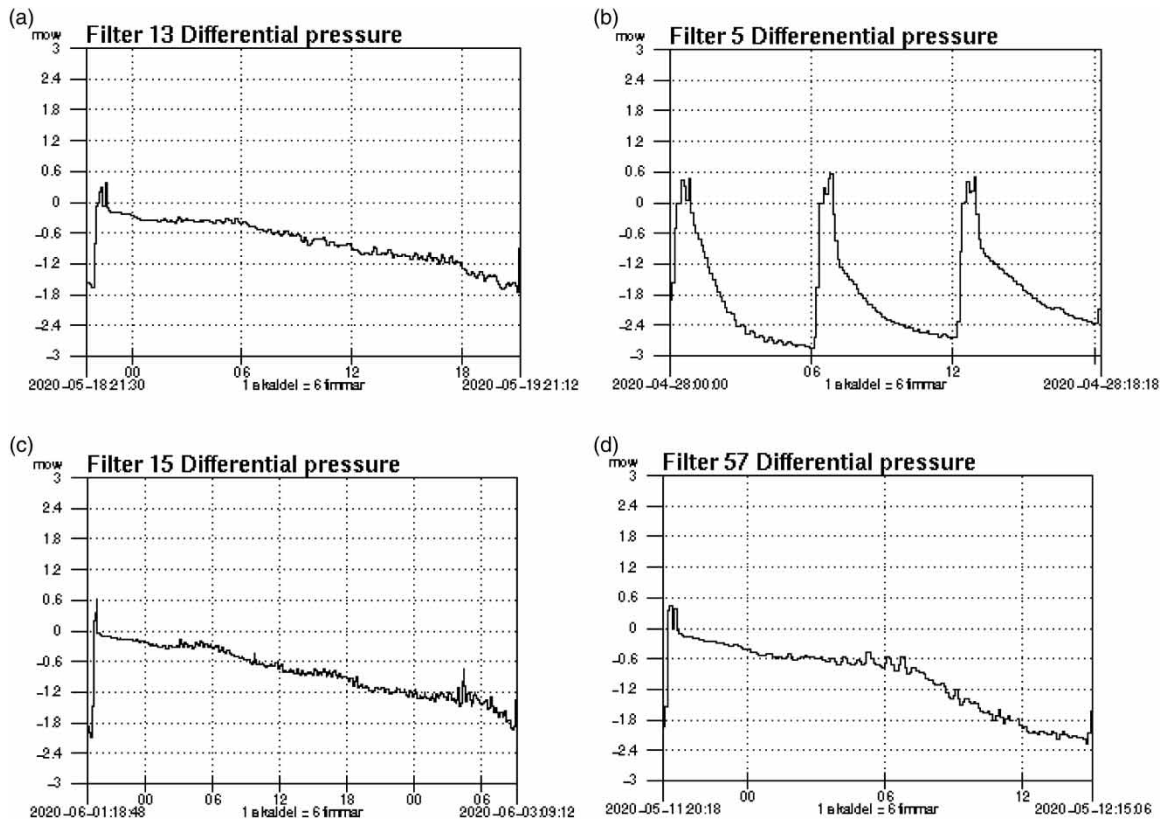 (a)
mow
Filter 13 Differential pressure
3
2.4
1.8
1.2
0.6
0
-0.6
-1.2
-1.8
-2.4
-3
00 06 12 18
2020-05-18:21:30 1 skaldel = 6 timmar 2020-05-19:21:12
(b)
mow
Filter 5 Differenential pressure
3
2.4
1.8
1.2
0.6
0
-0.6
-1.2
-1.8
-2.4
-3
06 12
2020-04-28:00:00 1 skaldel = 6 timmar 2020-04-28:18:18
(c)
mow
Filter 15 Differential pressure
3
2.4
1.8
1.2
0.6
0
-0.6
-1.2
-1.8
-2.4
-3
00 06 12 18 00 06
2020-06-01:18:48 1 skaldel = 6 timmar 2020-06-03:09:12
(d)
mow
Filter 57 Differential pressure
3
2.4
1.8
1.2
0.6
0
-0.6
-1.2
-1.8
-2.4
-3
00 06 12
2020-05-11:20:18 1 skaldel = 6 timmar 2020-05-12:15:06